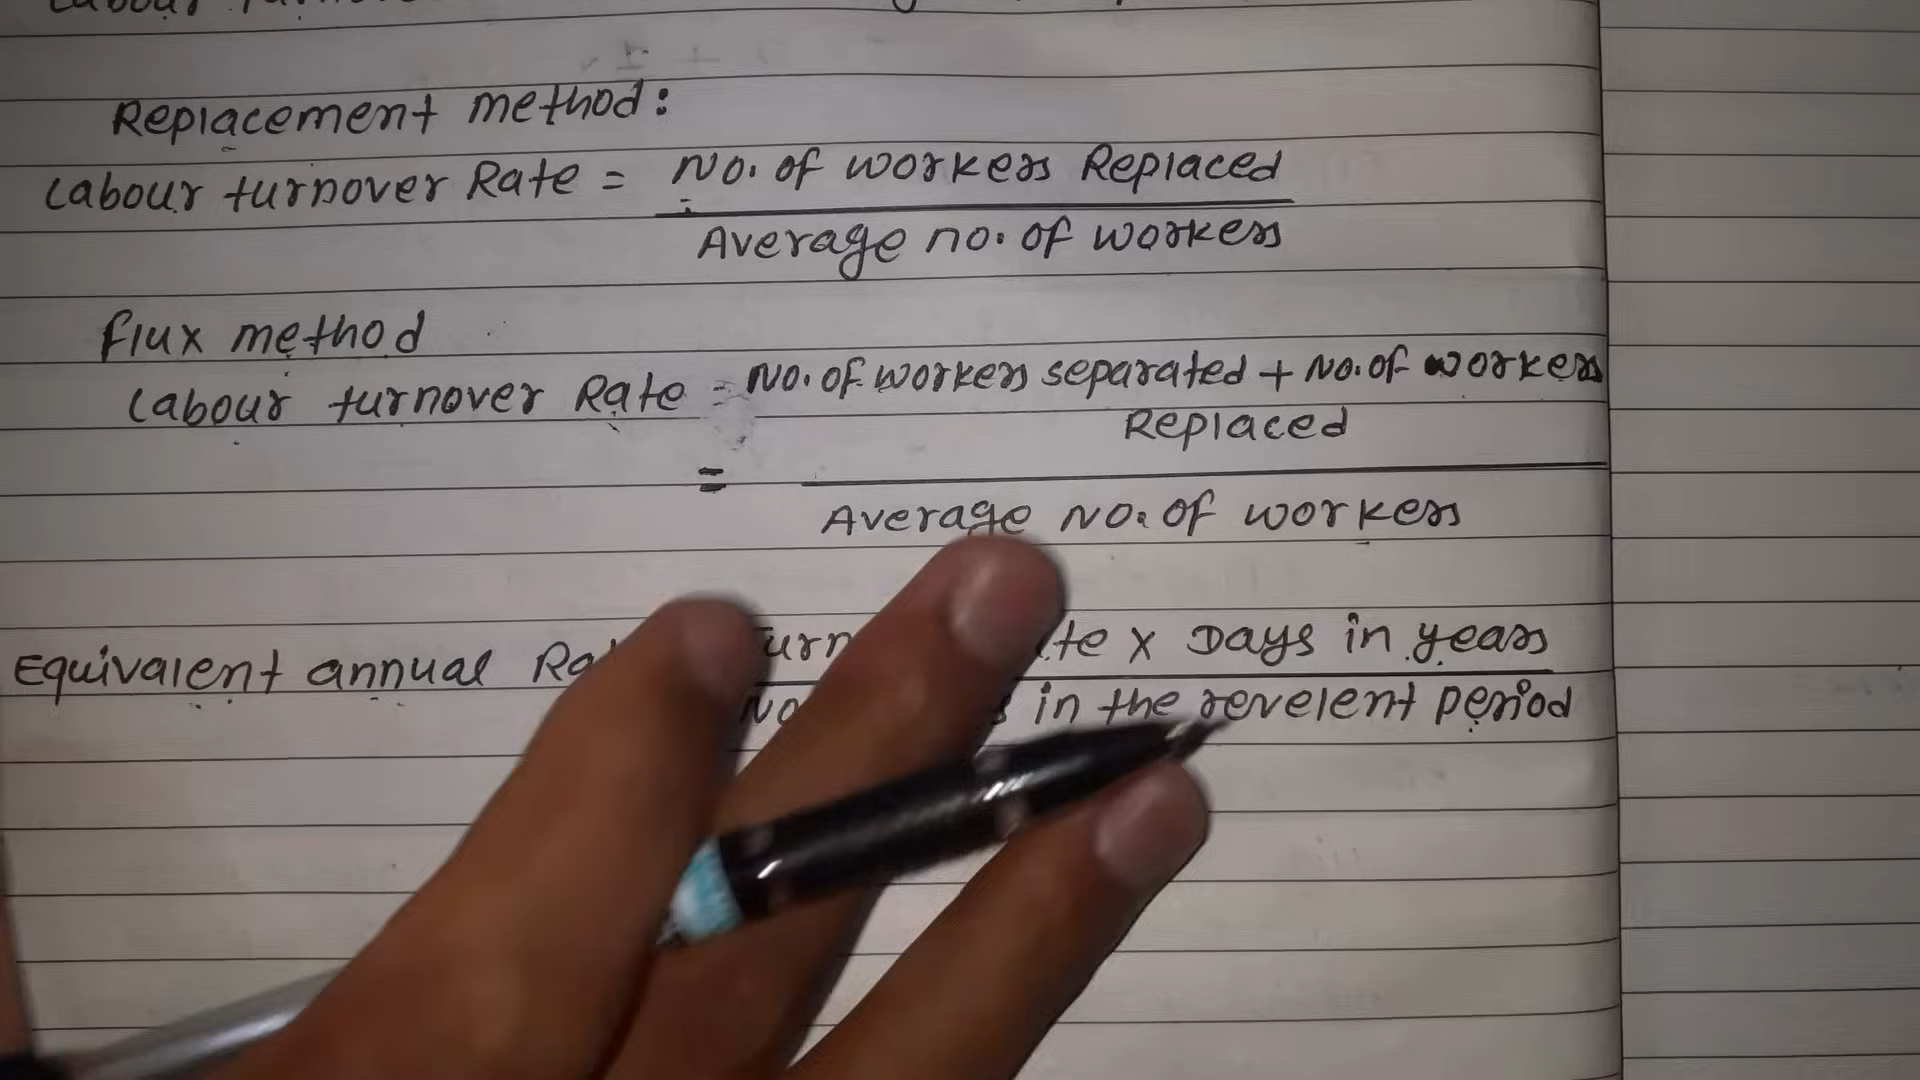 Labour
Replacement method:
Labour turnover Rate = No. of workers Replaced
Average no. of workers
Flux method
Labour turnover Rate = No. of workers separated + No. of workers
Replaced
=
Average No. of workers
Equivalent annual X Days in years
in the revelent period